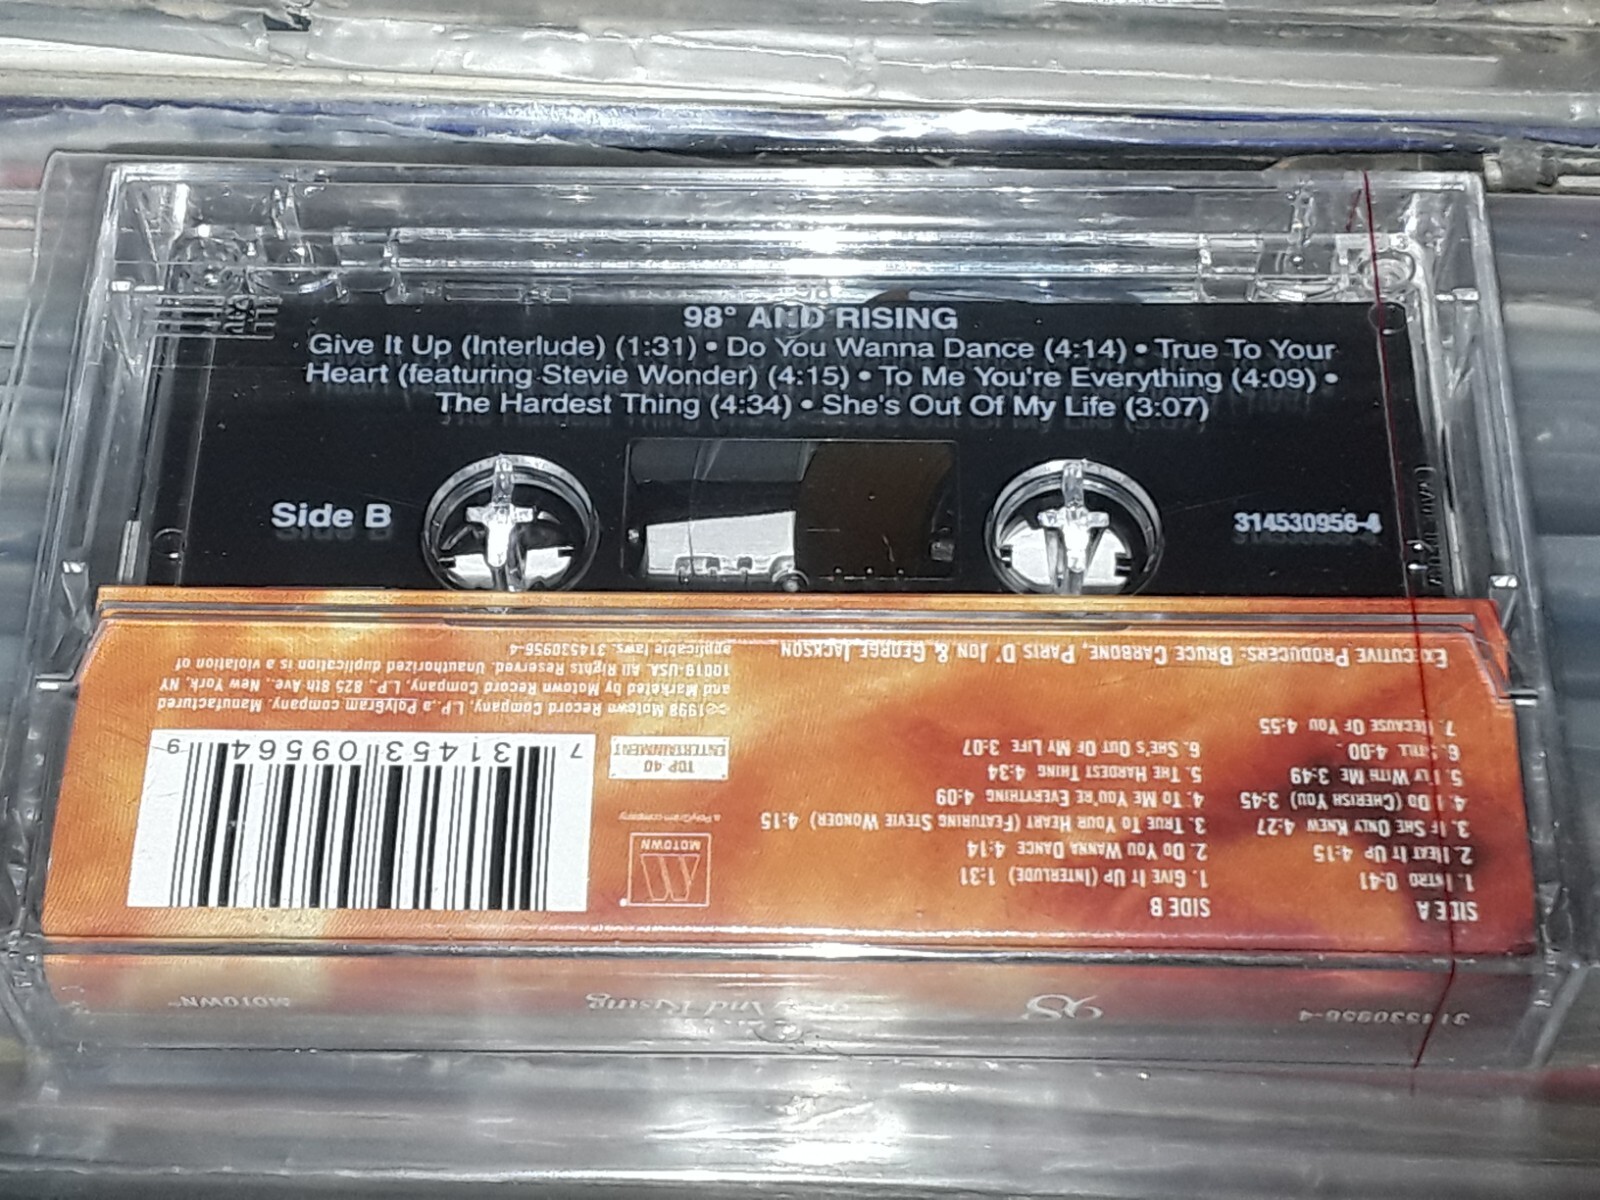 98° AND RISING
Give It Up (Interlude) (1:31) • Do You Wanna Dance (4:14) • True To Your
Heart (featuring Stevie Wonder) (4:15) • To Me You're Everything (4:09) •
The Hardest Thing (4:34) • She's Out Of My Life (3:07)
Side B
314530956-4
SIDE A
1. INTRO 0:41
2. HEAT IT UP 4:15
3. IF SHE ONLY KNEW 4:27
4. I DO (CHERISH YOU) 3:45
5. FLY WITH ME 3:49
6. STILL 4:00
7. BECAUSE OF YOU 4:55
SIDE B
1. GIVE IT UP (INTERLUDE) 1:31
2. DO YOU WANNA DANCE 4:14
3. TRUE TO YOUR HEART (FEATURING STEVIE WONDER) 4:15
4. TO ME YOU'RE EVERYTHING 4:09
5. THE HARDEST THING 4:34
6. SHE'S OUT OF MY LIFE 3:07
EXECUTIVE PRODUCERS: BRUCE CARBONE, PARIS D'JON & GEORGE JACKSON
MOTOWN
a PolyGram company
TOP 40
ENTERTAINMENT
7 31453 09564 9
℗©1998 Motown Record Company, L.P. a PolyGram company. Manufactured
and Marketed by Motown Record Company, L.P., 825 8th Ave., New York, NY
10019-USA. All Rights Reserved. Unauthorized duplication is a violation of
applicable laws. 314530956-4
314530956-4
98° And Rising
MOTOWN™